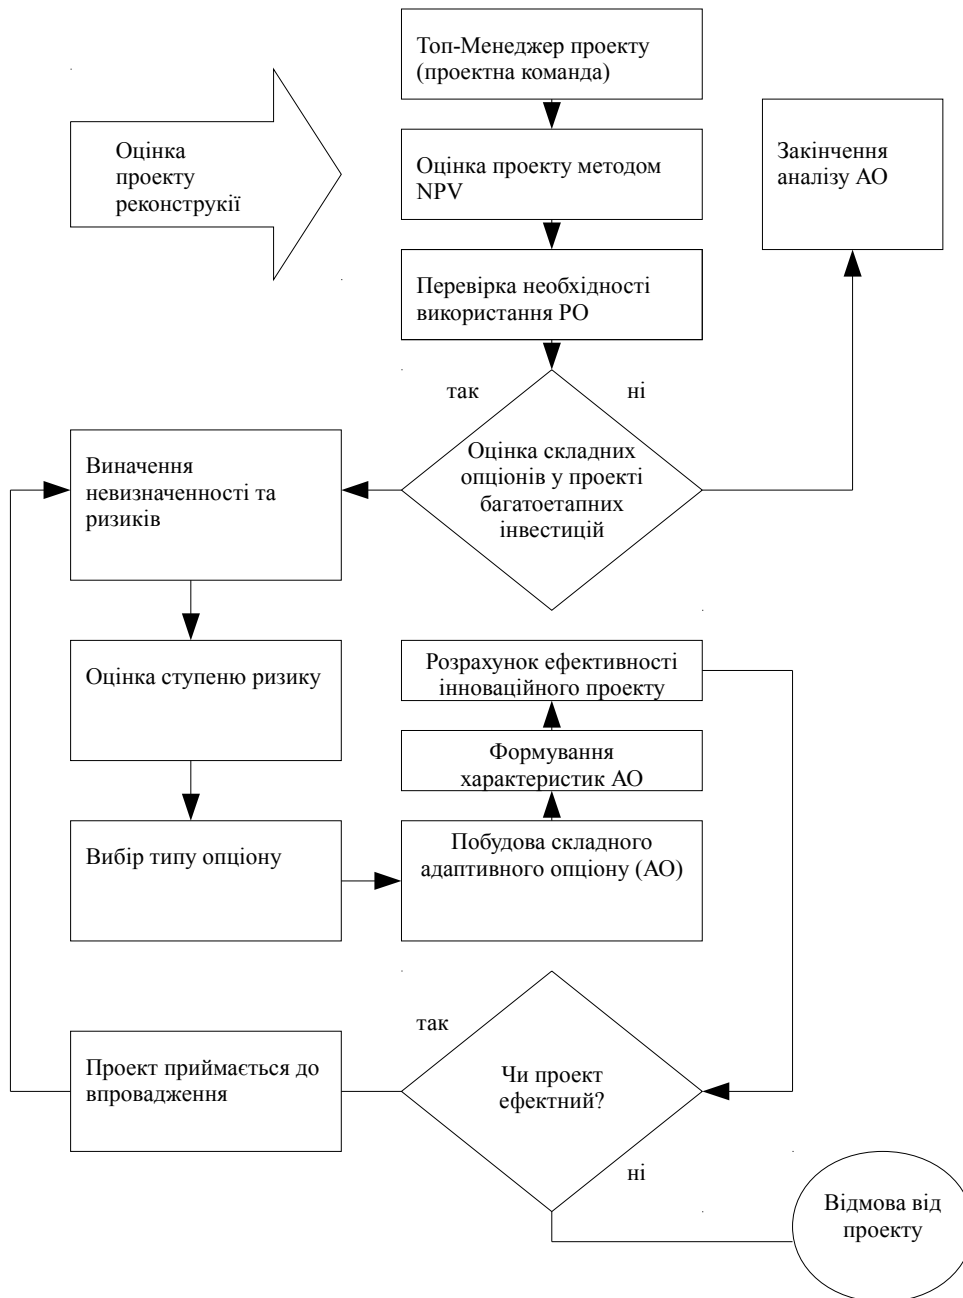 Топ-Менеджер проекту
(проектна команда)
Оцінка
проекту
реконструкії
Оцінка проекту методом
NPV
Закінчення
аналізу АО
Перевірка необхідності
використання РО
так
ні
Оцінка складних
опціонів у проекті
багатоетапних
інвестицій
Виначення
невизначенності та
ризиків
Оцінка ступеню ризику
Розрахунок ефективності
інноваційного проекту
Формування
характеристик АО
Вибір типу опціону
Побудова складного
адаптивного опціону (АО)
так
Проект приймається до
впровадження
Чи проект
ефектний?
ні
Відмова від
проекту